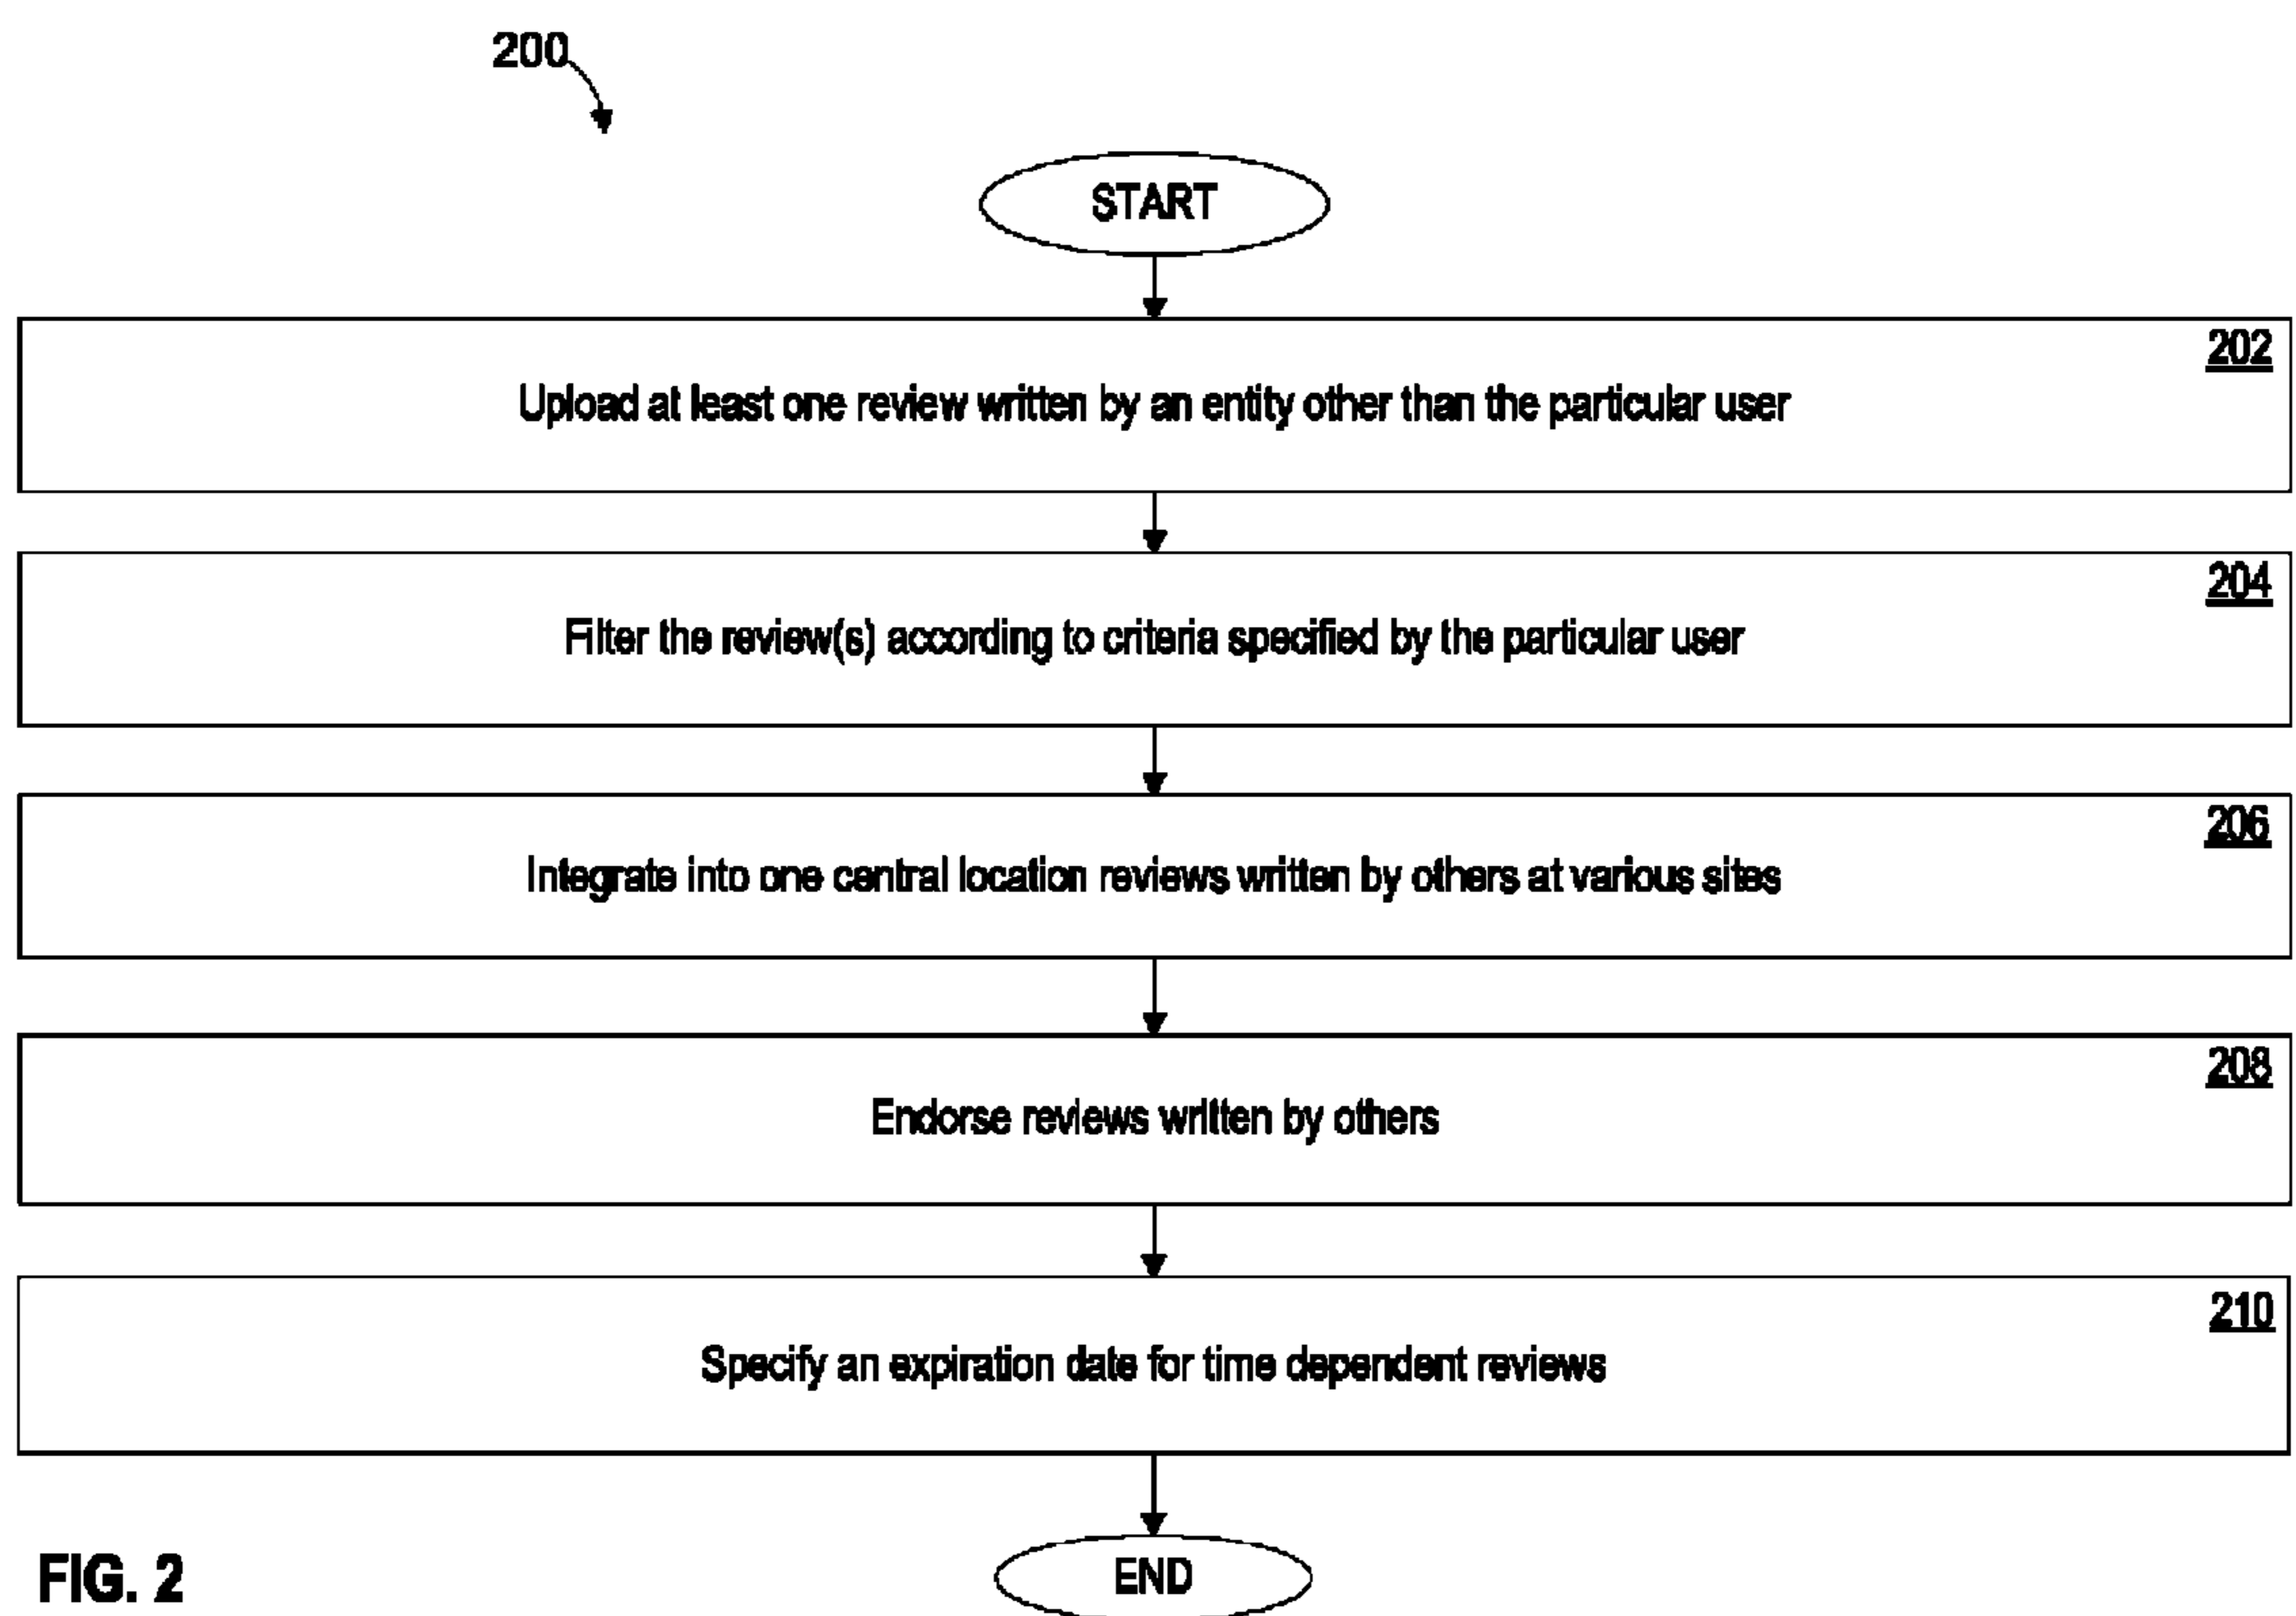 200
START
202
Upload at least one review written by an entity other than the particular user
204
Filter the review(s) according to criteria specified by the particular user
206
Integrate into one central location reviews written by others at various sites
208
Endorse reviews written by others
210
Specify an expiration date for time dependent reviews
END
FIG. 2